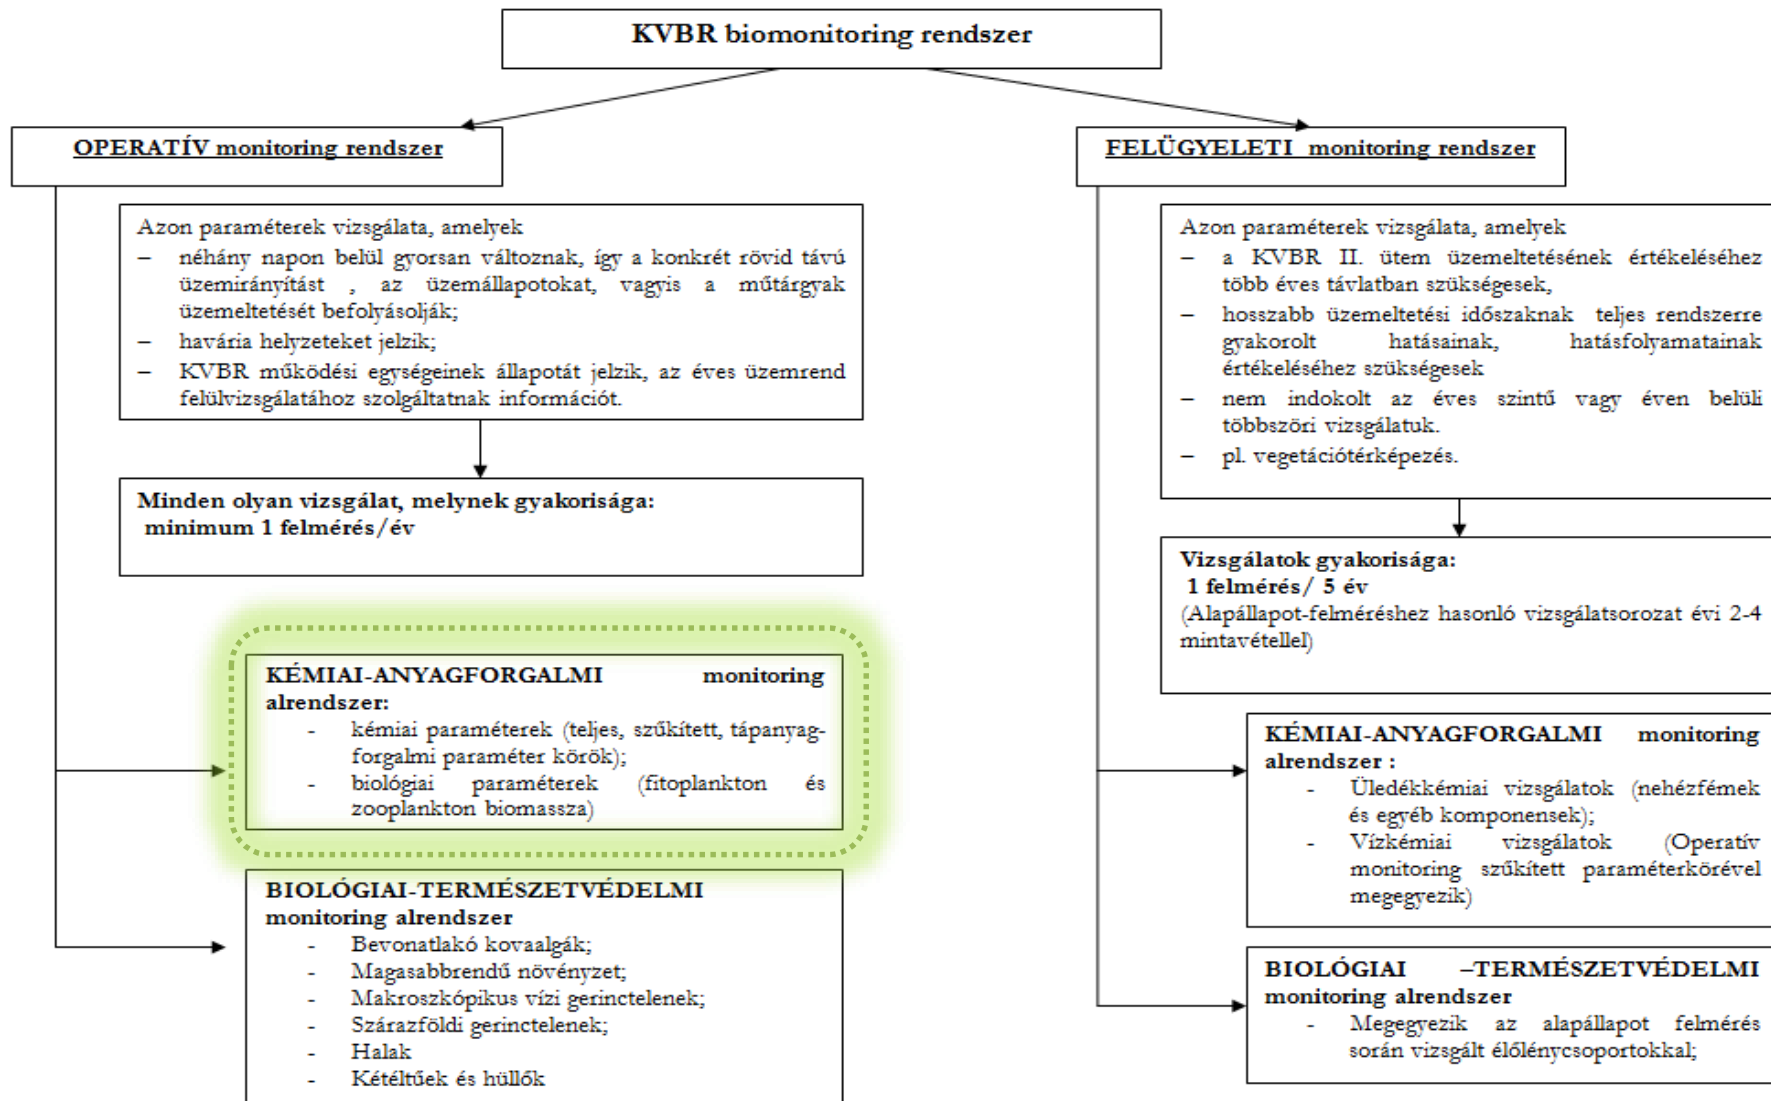 KVBR biomonitoring rendszer
OPERATÍV monitoring rendszer
Azon paraméterek vizsgálata, amelyek
– néhány napon belül gyorsan változnak, így a konkrét rövid távú
üzemirányítást , az üzemállapotokat, vagyis a műtárgyak
üzemeltetését befolyásolják;
– havária helyzeteket jelzik;
– KVBR működési egységeinek állapotát jelzik, az éves üzemrend
felülvizsgálatához szolgáltatnak információt.
Minden olyan vizsgálat, melynek gyakorisága:
minimum 1 felmérés/év
KÉMIAI-ANYAGFORGALMI monitoring
alrendszer:
- kémiai paraméterek (teljes, szűkített, tápanyag-
forgalmi paraméter körök);
- biológiai paraméterek (fitoplankton és
zooplankton biomassza)
BIOLÓGIAI-TERMÉSZETVÉDELMI
monitoring alrendszer
- Bevonatlakó kovaalgák;
- Magasabbrendű növényzet;
- Makroszkópikus vízi gerinctelenek;
- Szárazföldi gerinctelenek;
- Halak
- Kétéltűek és hüllők
FELÜGYELETI monitoring rendszer
Azon paraméterek vizsgálata, amelyek
– a KVBR II. ütem üzemeltetésének értékeléséhez
több éves távlatban szükségesek,
– hosszabb üzemeltetési időszaknak teljes rendszerre
gyakorolt hatásainak, hatásfolyamatainak
értékeléséhez szükségesek
– nem indokolt az éves szintű vagy éven belüli
többszöri vizsgálatuk.
– pl. vegetációtérképezés.
Vizsgálatok gyakorisága:
1 felmérés/ 5 év
(Alapállapot-felméréshez hasonló vizsgálatsorozat évi 2-4
mintavétellel)
KÉMIAI-ANYAGFORGALMI monitoring
alrendszer :
- Üledékkémiai vizsgálatok (nehézfémek
és egyéb komponensek);
- Vízkémiai vizsgálatok (Operatív
monitoring szűkített paraméterkörével
megegyezik)
BIOLÓGIAI –TERMÉSZETVÉDELMI
monitoring alrendszer
- Megegyezik az alapállapot felmérés
során vizsgált élőlénycsoportokkal;